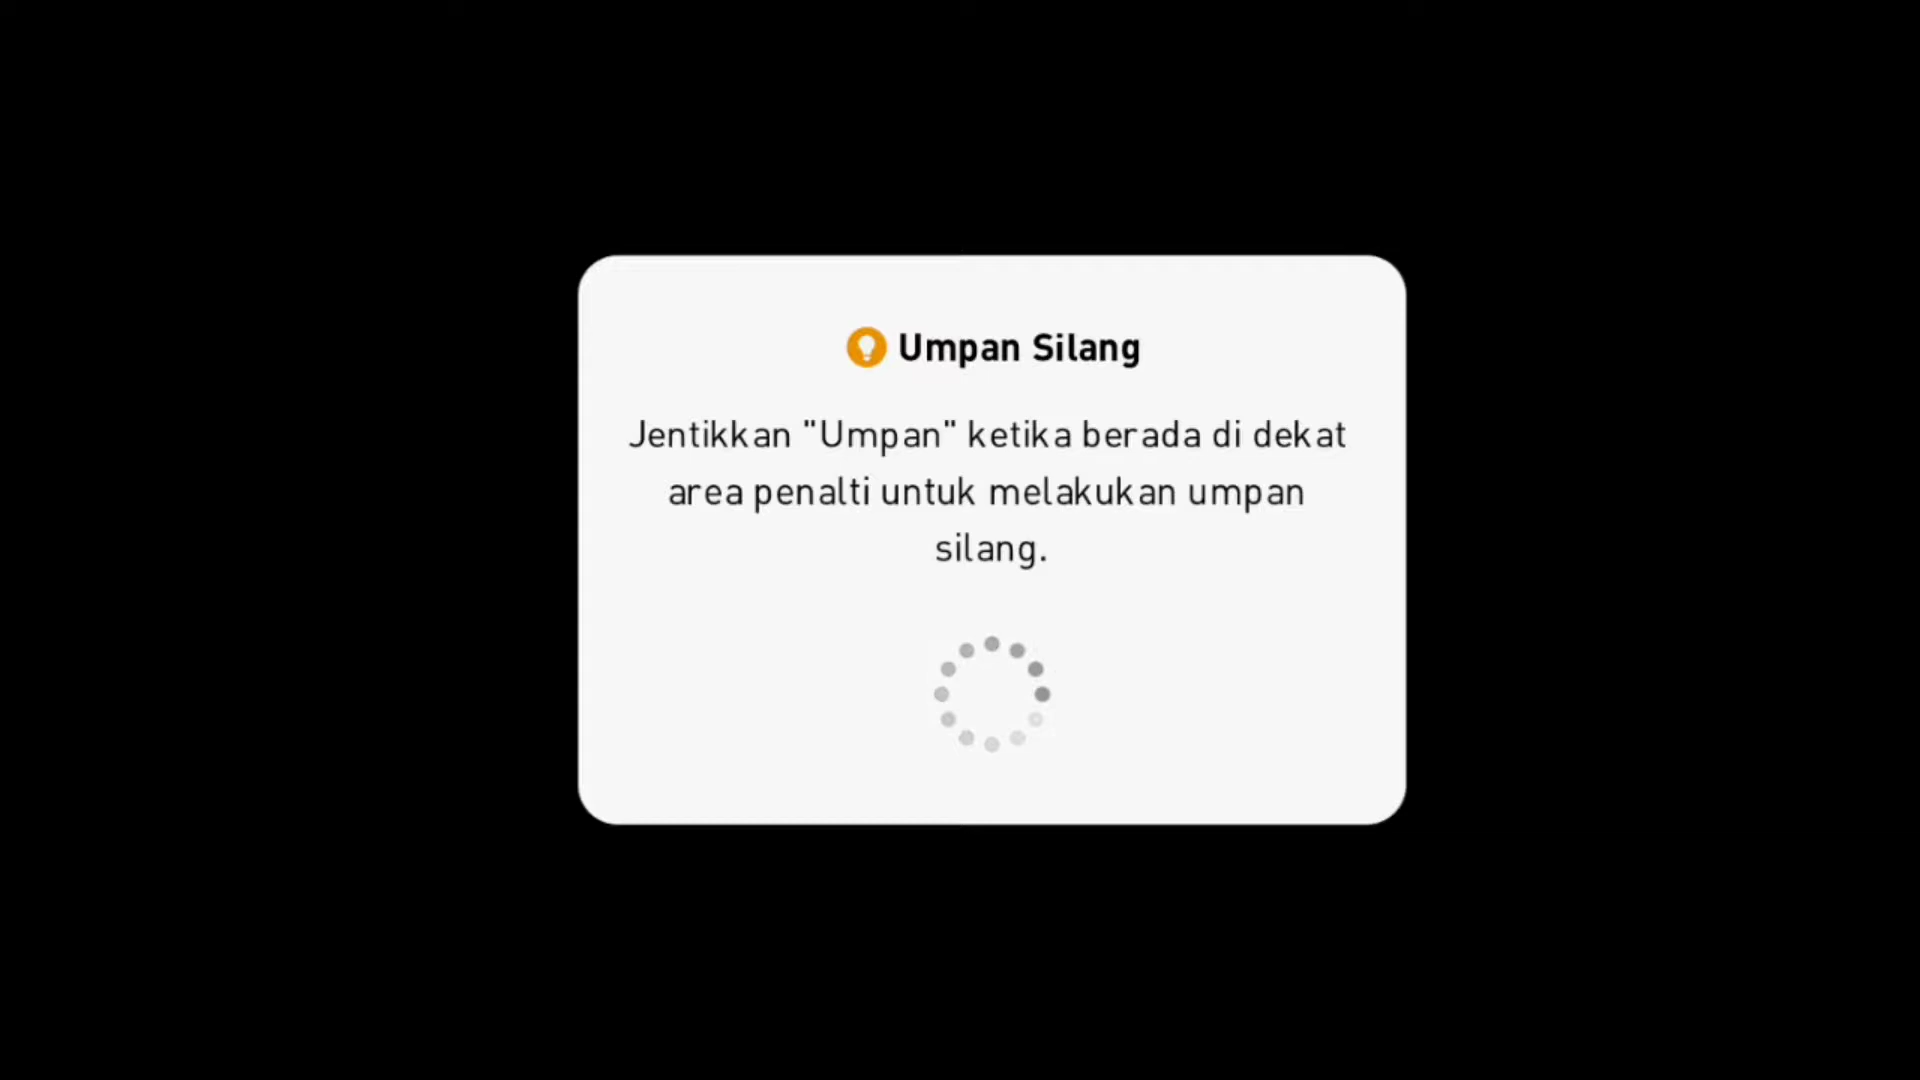 Umpan Silang
Jentikkan "Umpan" ketika berada di dekat
area penalti untuk melakukan umpan
silang.